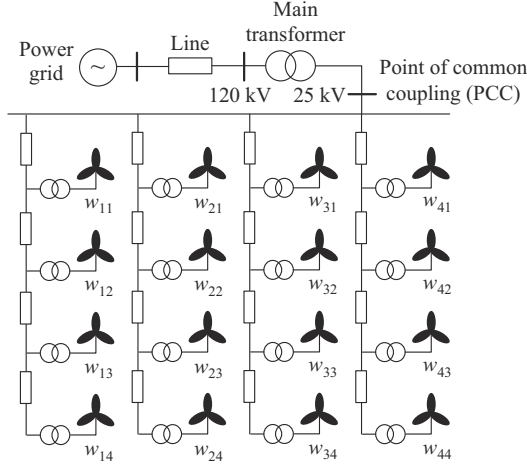 Main
transformer
Power
grid
Line
~
120 kV
25 kV
Point of common
coupling (PCC)
w11
w21
w31
w41
w12
w22
w32
w42
w13
w23
w33
w43
w14
w24
w34
w44